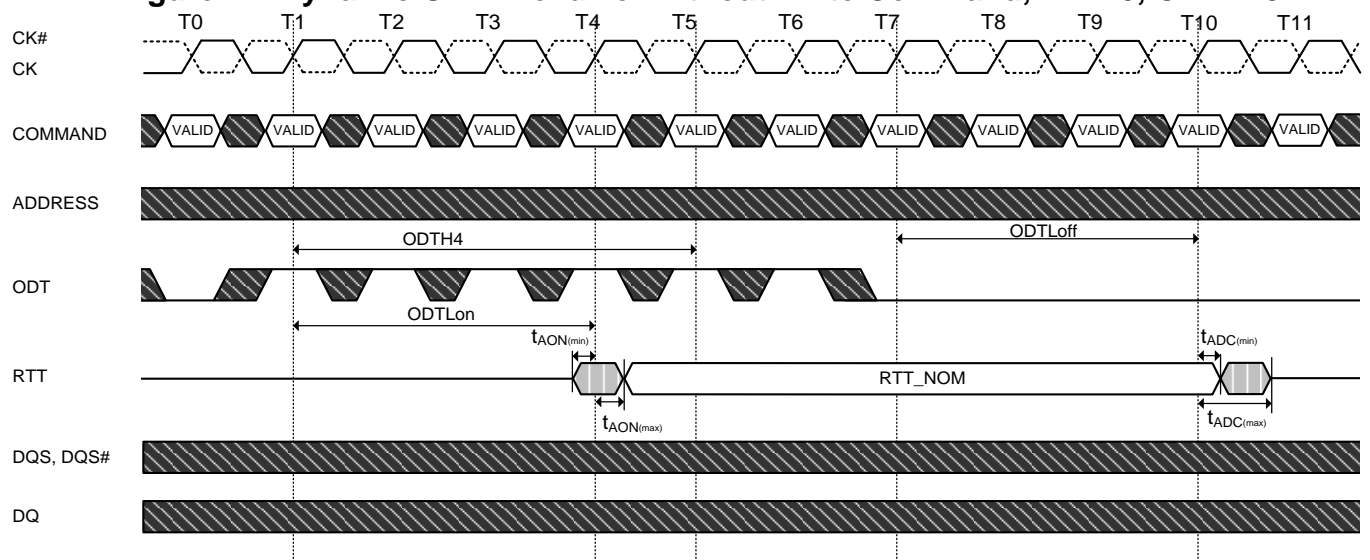 T0 T1 T2 T3 T4 T5 T6 T7 T8 T9 T10 T11
CK#
CK
COMMAND
VALID VALID VALID VALID VALID VALID VALID VALID VALID VALID VALID VALID
ADDRESS
ODTH4
ODTLoff
ODT
ODTLon
tAON(min)
tADC(min)
RTT
RTT_NOM
tAON(max)
tADC(max)
DQS, DQS#
DQ